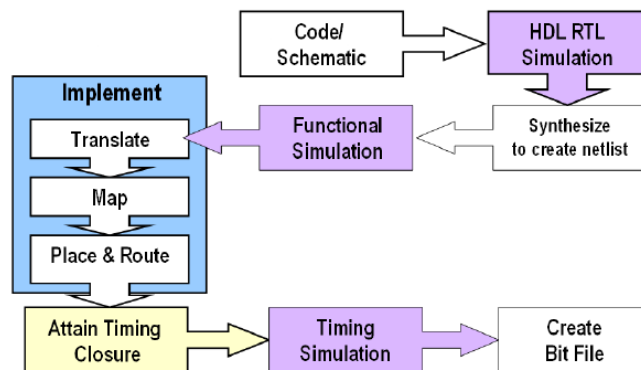 Code/
Schematic
HDL RTL
Simulation
Implement
Translate
Functional
Simulation
Synthesize
to create netlist
Map
Place & Route
Attain Timing
Closure
Timing
Simulation
Create
Bit File